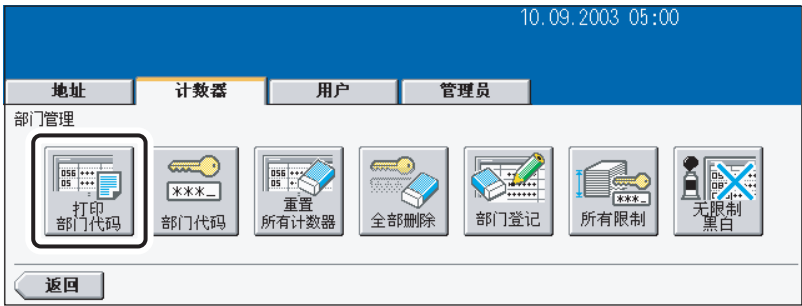 10.09.2003 05:00
地址 计数器 用户 管理员
部门管理
打印
部门代码
***_
部门代码
重置
所有计数器
全部删除
部门登记
***_
所有限制
无限制
黑白
返回